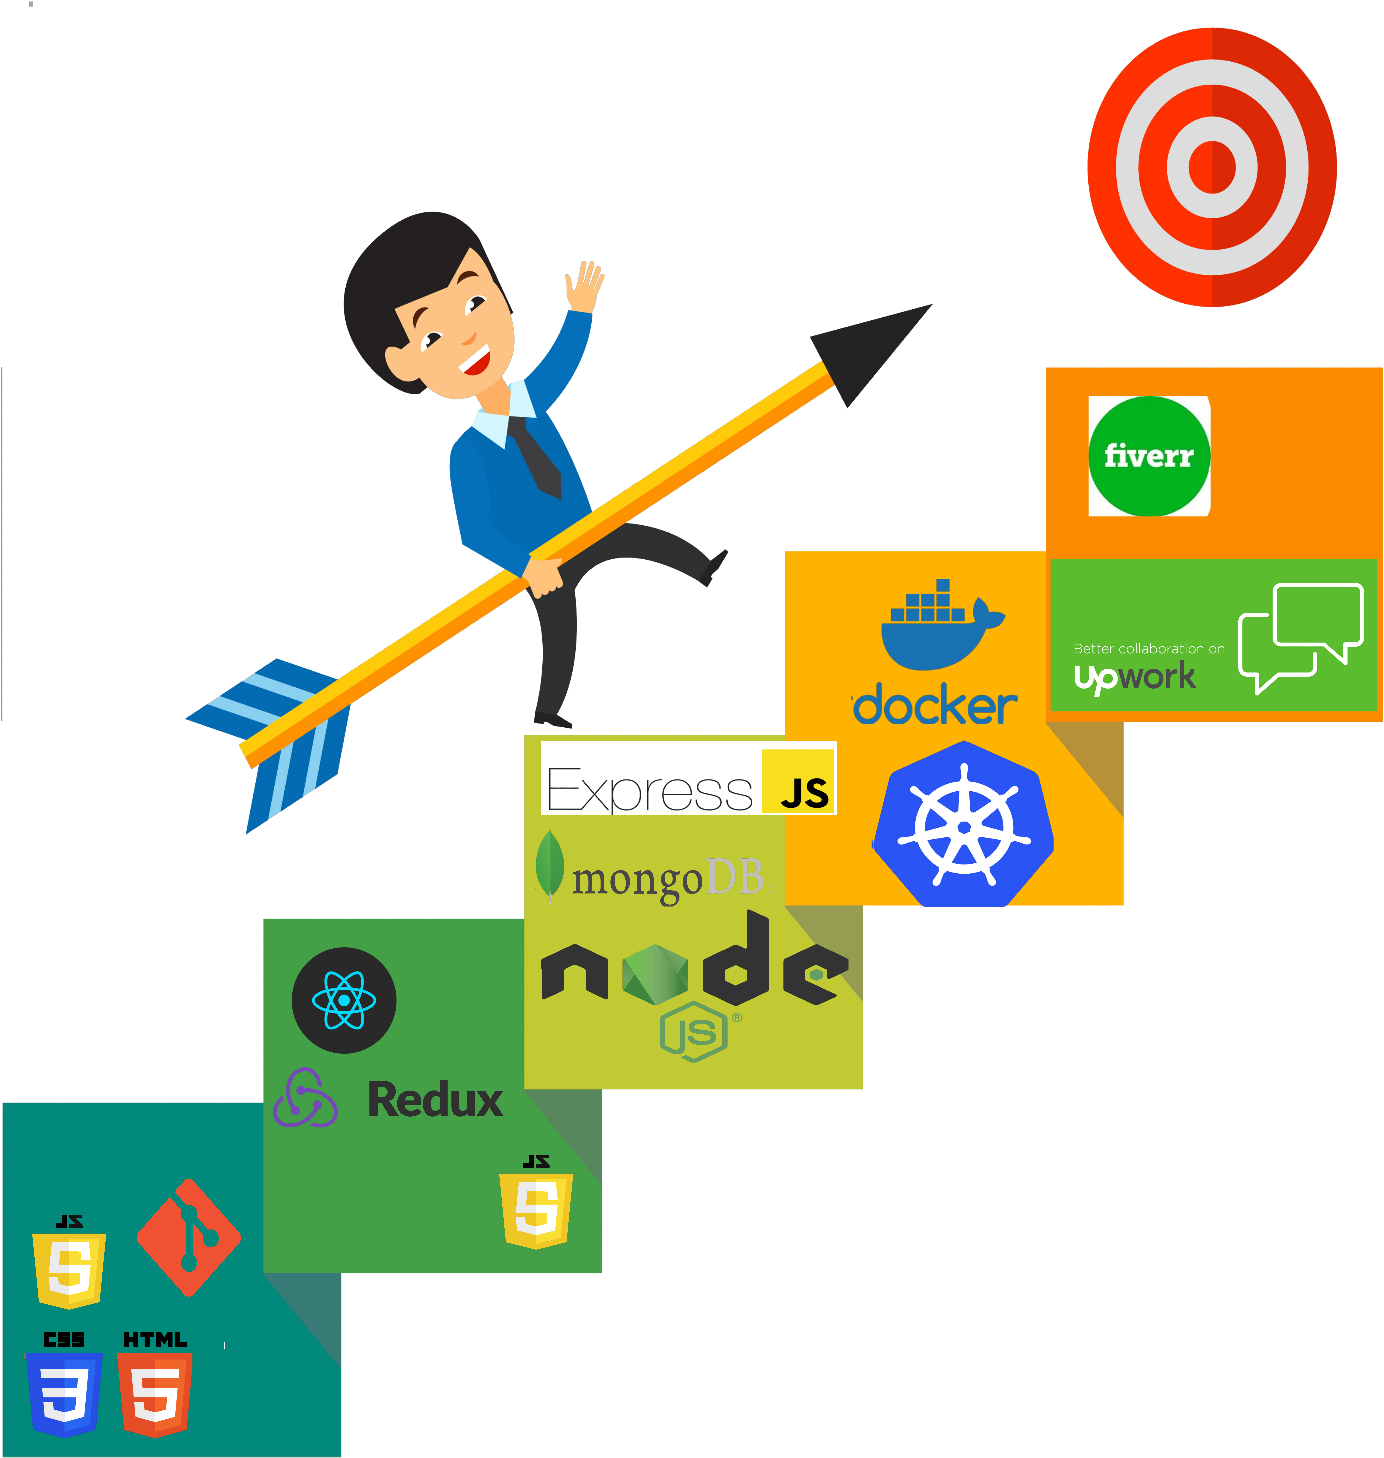 fiverr
Better collaboration on
upwork
docker
Express JS
mongoDB
node
JS ®
Redux
JS
JS
CSS HTML